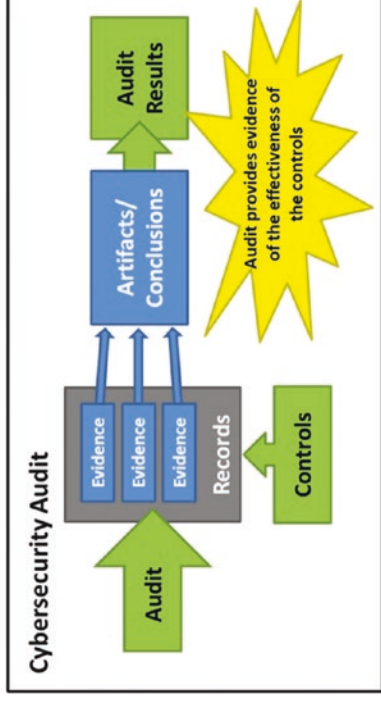 Cybersecurity Audit
Audit
Evidence
Evidence
Evidence
Records
Controls
Artifacts/
Conclusions
Audit
Results
Audit provides evidence
of the effectiveness of
the controls